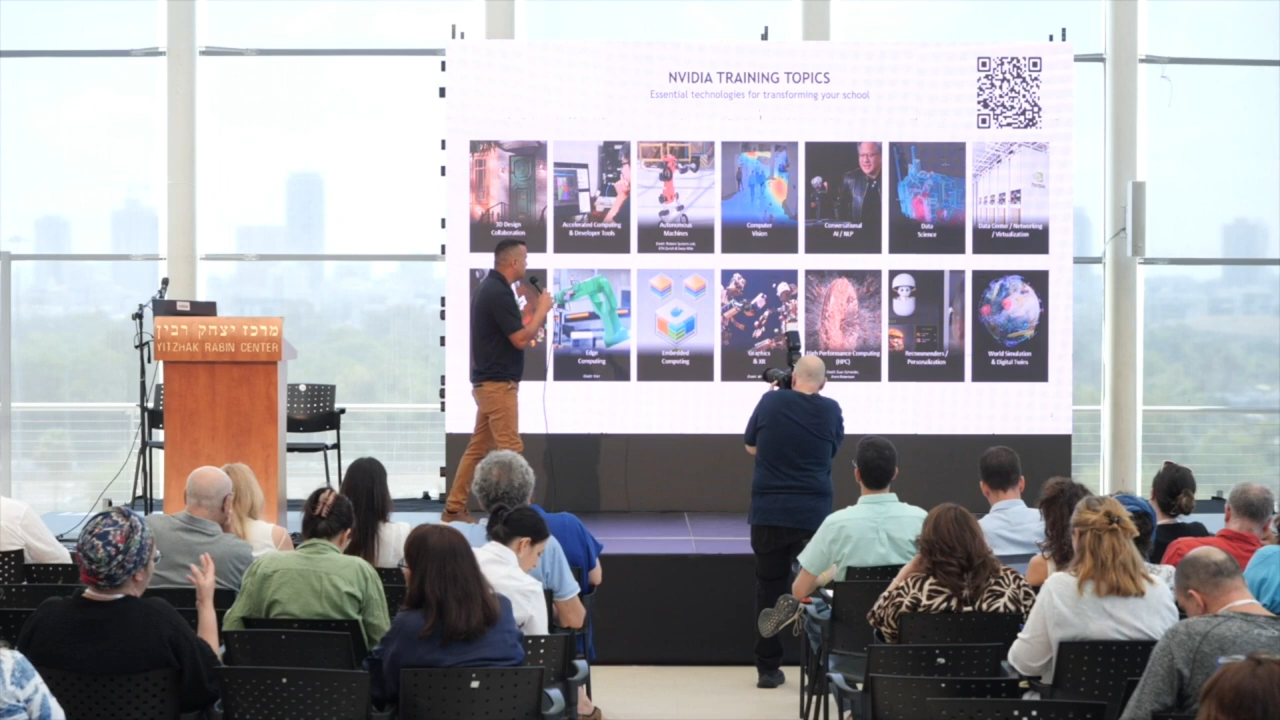 NVIDIA TRAINING TOPICS
Essential technologies for transforming your school
3D Design
Collaboration
Accelerated Computing
& Developer Tools
Autonomous
Machines
Computer
Vision
Conversational
AI / NLP
Data
Science
Data Center / Networking
/ Virtualization
Edge
Computing
Embedded
Computing
Graphics
& XR
High Performance Computing
(HPC)
Recommenders /
Personalization
World Simulation
& Digital Twins
מרכז יצחק רבין
YITZHAK RABIN CENTER